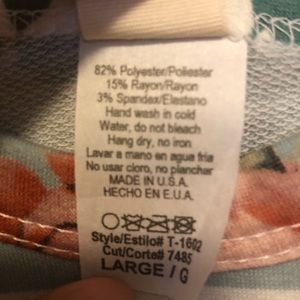 82% Polyester/Poliester
15% Rayon/Rayon
3% Spandex/Elastano
Hand wash in cold
Water, do not bleach
Hang dry, no iron
Lavar a mano en agua fria
No usar cloro, no planchar
MADE IN U.S.A.
HECHO EN E.U.A.
Style/Estilo# T-1602
Cut/Corte# 7485
LARGE / G